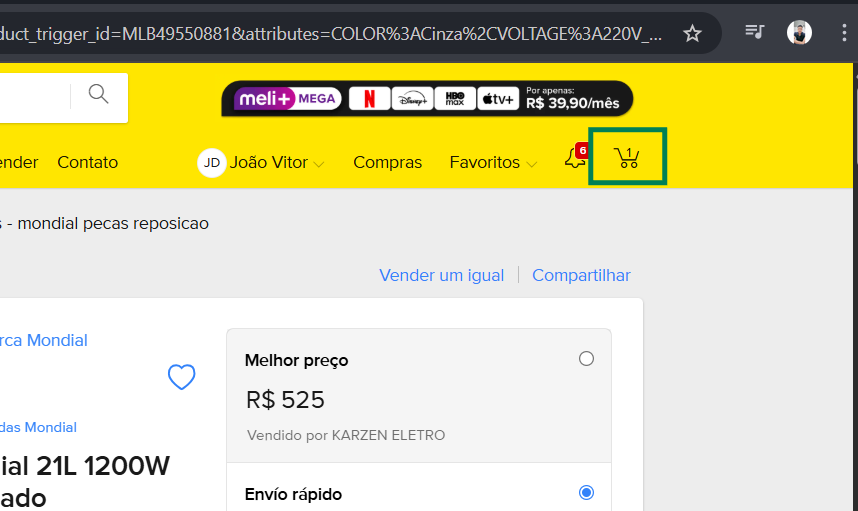 duct_trigger_id=MLB49550881&attributes=COLOR%3ACinza%2CVOLTAGE%3A220V_...
meli+ MEGA N Disney+ HBO max tv+ Por apenas:
R$ 39,90/mês
ender Contato JD João Vitor Compras Favoritos 6 1
s - mondial pecas reposicao
Vender um igual Compartilhar
rca Mondial
Melhor preço
R$ 525
Vendido por KARZEN ELETRO
das Mondial
ial 21L 1200W
ado
Envío rápido